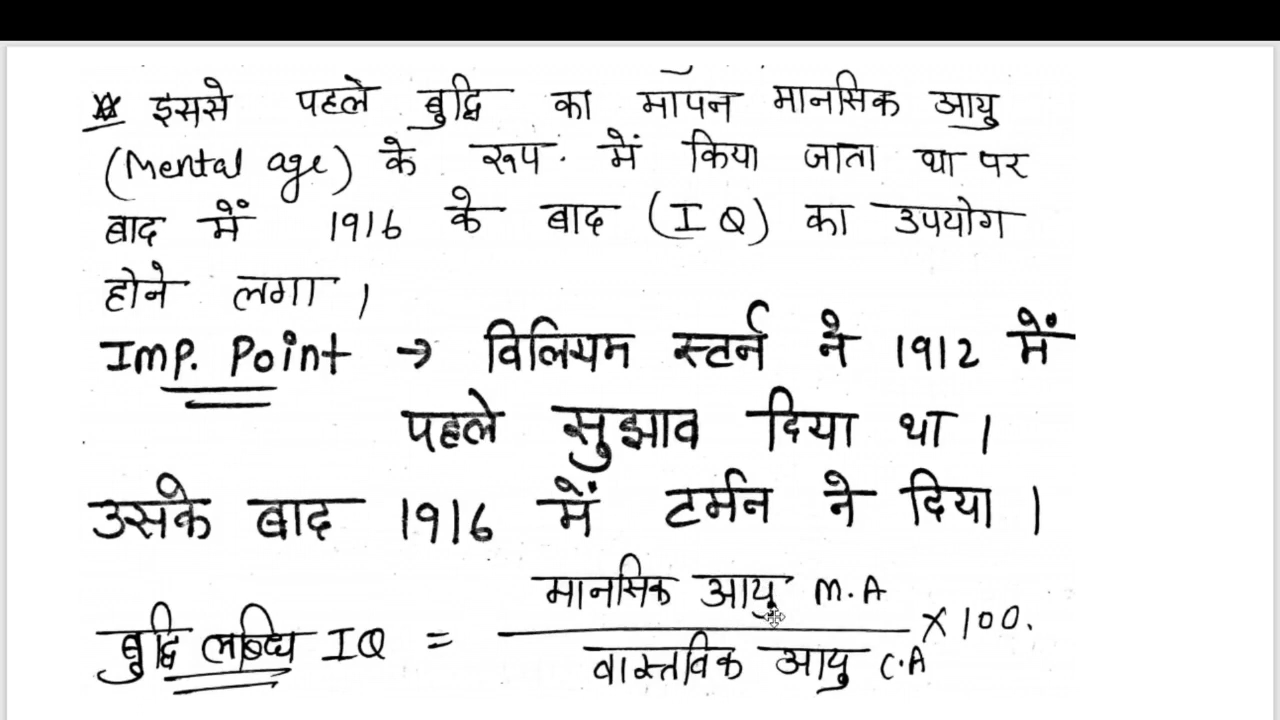 ☆ इससे पहले बुद्धि का मापन मानसिक आयु
(Mental age) के रूप. में किया जाता था पर
बाद में 1916 के बाद (IQ) का उपयोग
होने लगा।
Imp. Point → विलियम स्टर्न ने 1912 में
पहले सुझाव दिया था।
उसके बाद 1916 में टर्मन ने दिया।
मानसिक आयु M.A
बुद्धि लब्धि IQ = ————— × 100.
वास्तविक आयु C.A